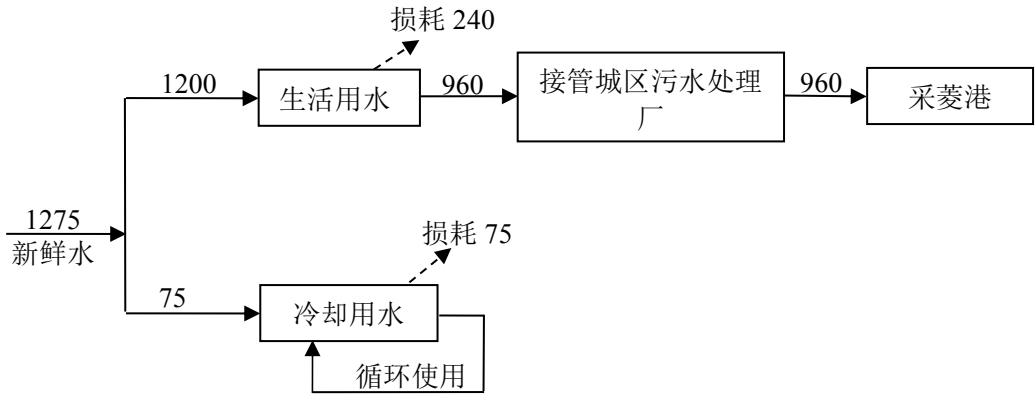 损耗 240
1200
生活用水
960
接管城区污水处理
厂
960
采菱港
1275
新鲜水
损耗 75
75
冷却用水
循环使用